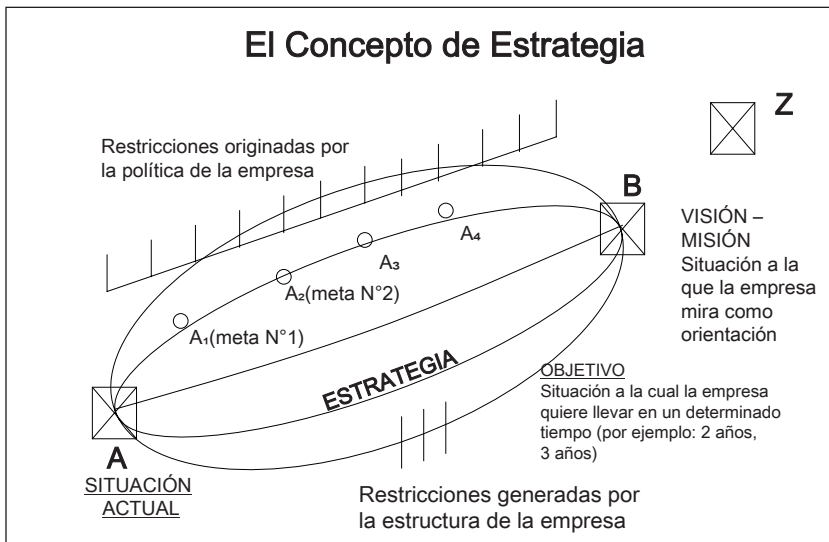 El Concepto de Estrategia
Z
Restricciones originadas por
la política de la empresa
B
VISIÓN –
MISIÓN
Situación a la
que la empresa
mira como
orientación
A₄
A₃
A₂(meta N°2)
A₁(meta N°1)
ESTRATEGIA
OBJETIVO
Situación a la cual la empresa
quiere llevar en un determinado
tiempo (por ejemplo: 2 años,
3 años)
A
SITUACIÓN
ACTUAL
Restricciones generadas por
la estructura de la empresa